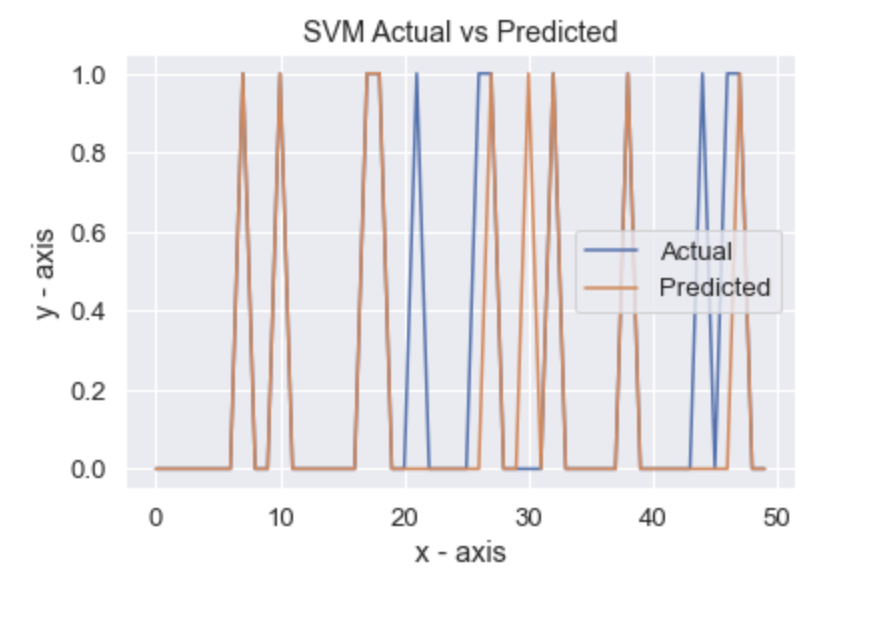 SVM Actual vs Predicted
1.0
0.8
0.6
0.4
0.2
0.0
y - axis
Actual
Predicted
0 10 20 30 40 50
x - axis